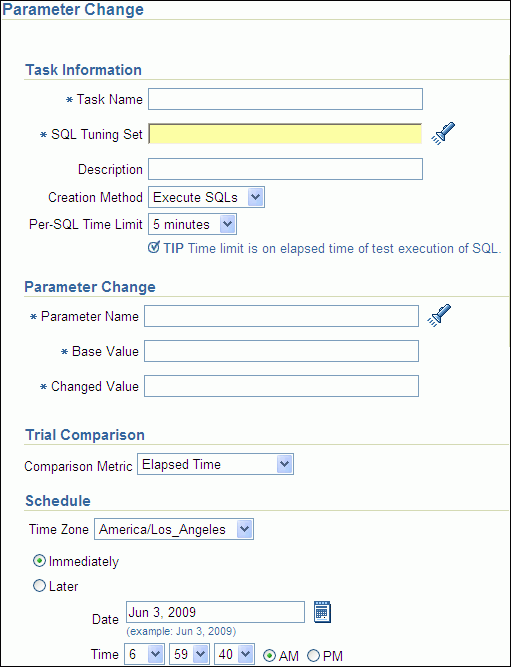 Parameter Change
Task Information
* Task Name
* SQL Tuning Set
Description
Creation Method Execute SQLs
Per-SQL Time Limit 5 minutes
TIP Time limit is on elapsed time of test execution of SQL.
Parameter Change
* Parameter Name
* Base Value
* Changed Value
Trial Comparison
Comparison Metric Elapsed Time
Schedule
Time Zone America/Los_Angeles
Immediately
Later
Date Jun 3, 2009
(example: Jun 3, 2009)
Time 6 59 40 AM PM